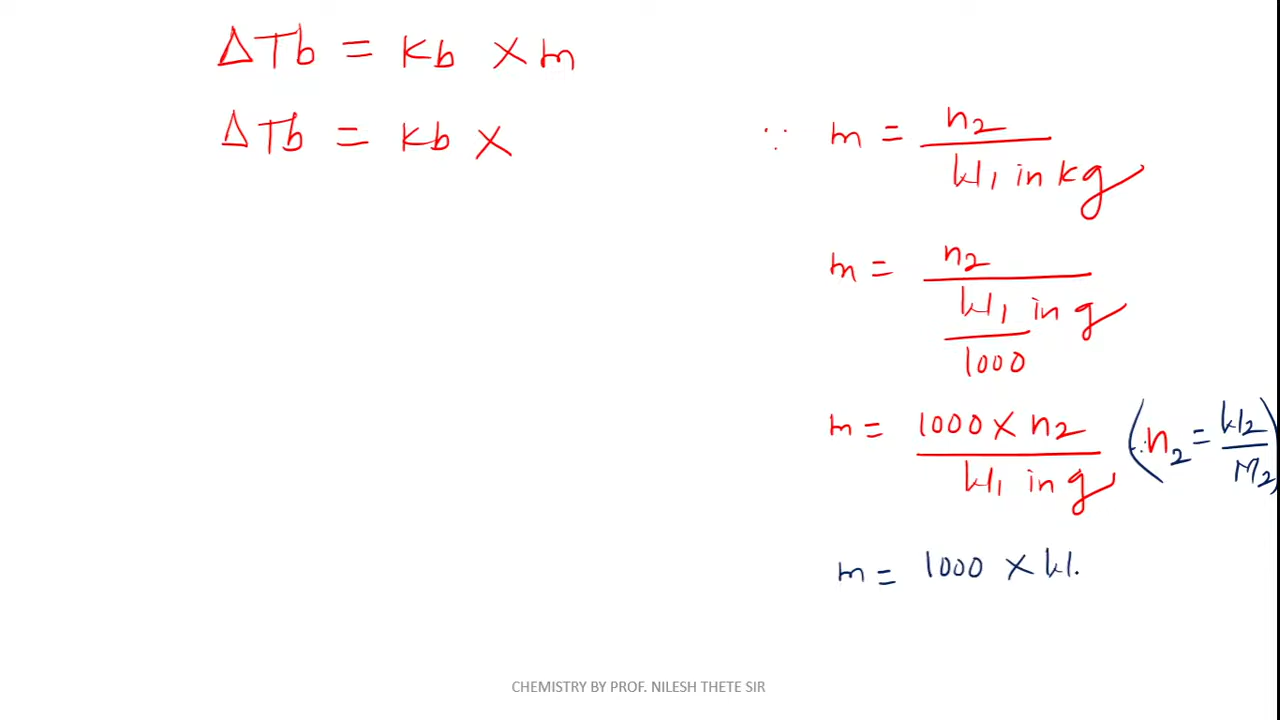 ΔTb = Kb × m
ΔTb = Kb ×
∵ m = n2 / W1 in kg
m = n2 / W1 in g / 1000
m = 1000 × n2 / W1 in g (∵ n2 = W2 / M2)
m = 1000 × W
CHEMISTRY BY PROF. NILESH THETE SIR